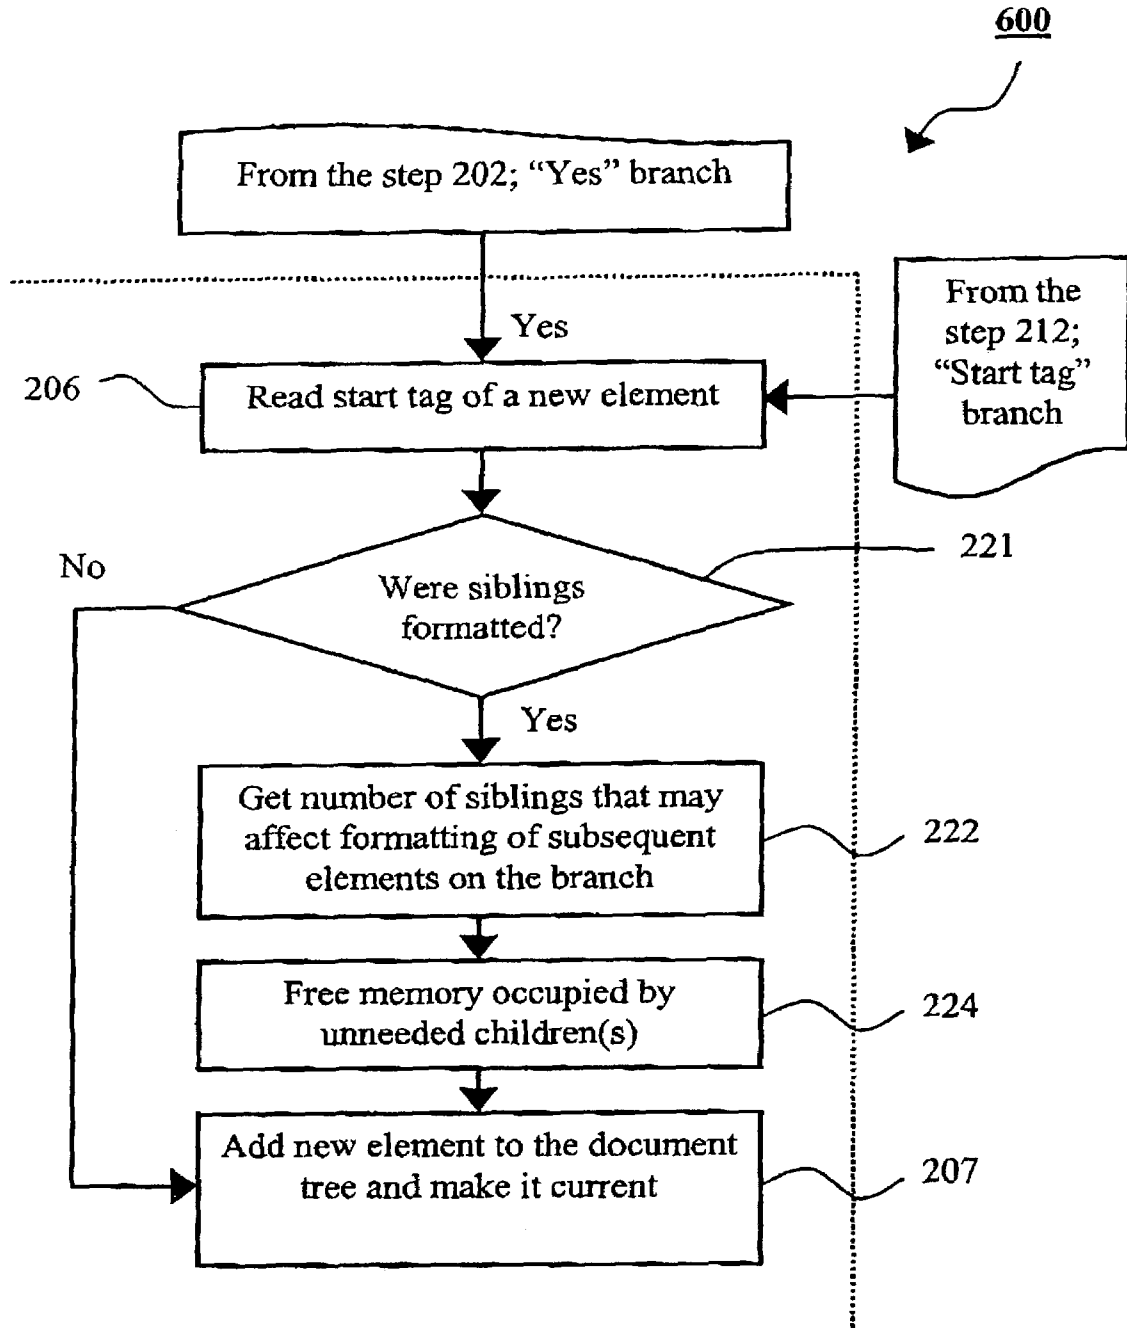 600
From the step 202; “Yes” branch
Yes
From the
step 212;
“Start tag”
branch
206
Read start tag of a new element
221
No
Were siblings
formatted?
Yes
Get number of siblings that may
affect formatting of subsequent
elements on the branch
222
Free memory occupied by
unneeded children(s)
224
Add new element to the document
tree and make it current
207